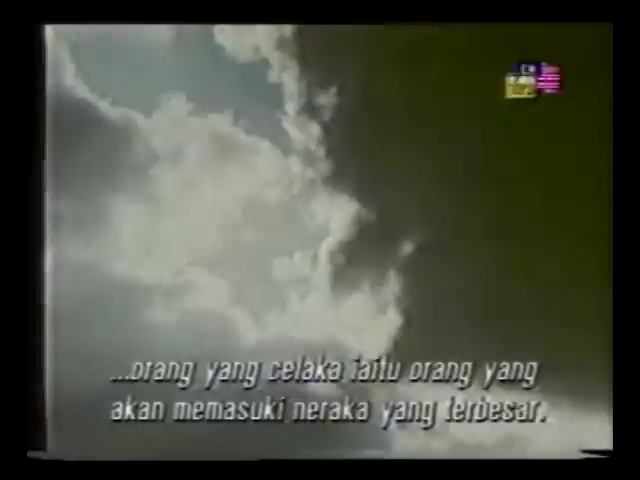 ...orang yang celaka iaitu orang yang
akan memasuki neraka yang terbesar.